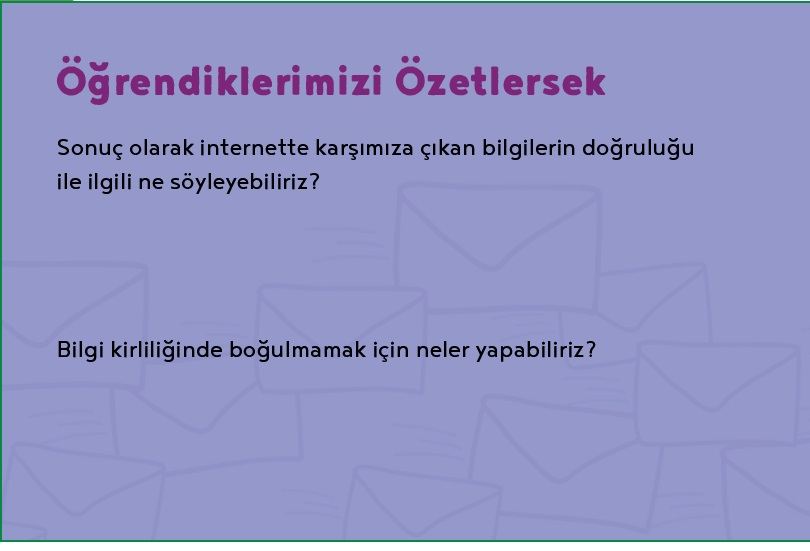 Öğrendiklerimizi Özetlersek
Sonuç olarak internette karşımıza çıkan bilgilerin doğruluğu
ile ilgili ne söyleyebiliriz?
Bilgi kirliliğinde boğulmamak için neler yapabiliriz?